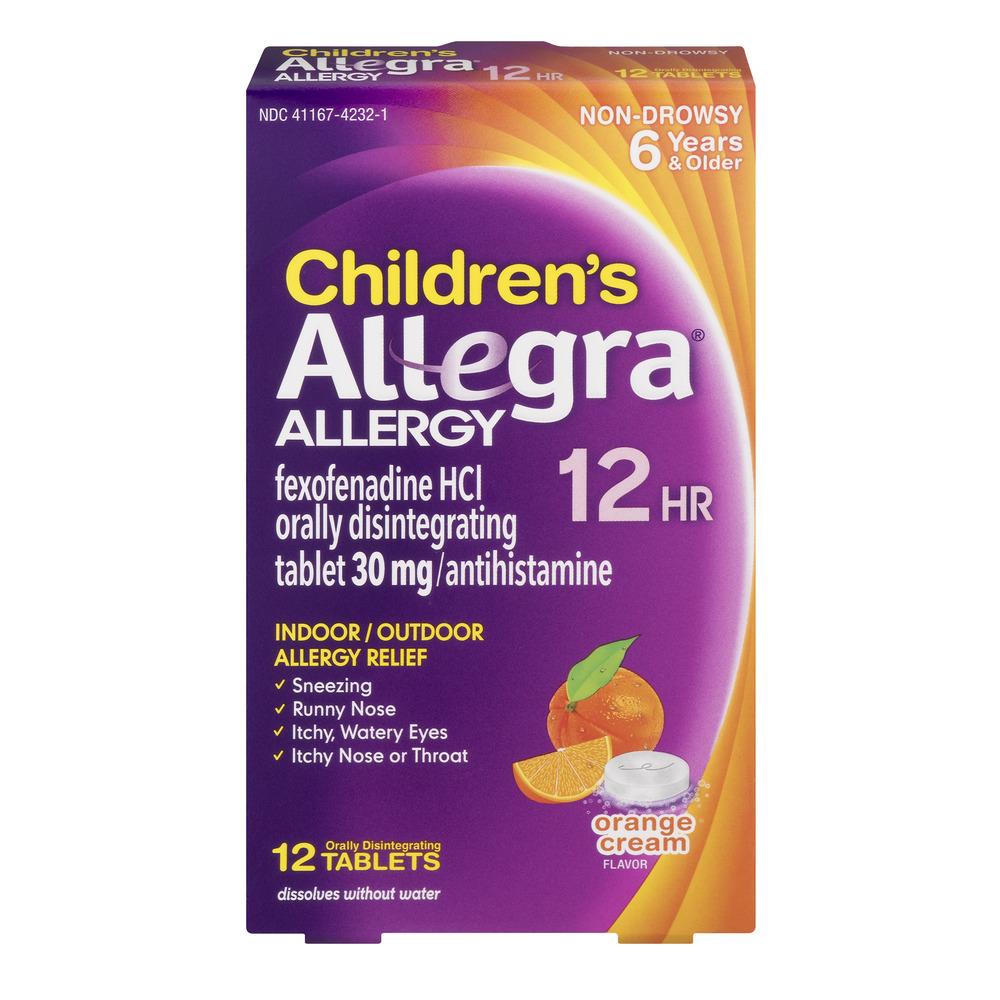 Children's
Allegra®
ALLERGY
12 HR
NON-DROWSY
12 Orally Disintegrating
TABLETS
NDC 41167-4232-1
NON-DROWSY
6 Years
& Older
Children's
Allegra®
ALLERGY
12 HR
fexofenadine HCl
orally disintegrating
tablet 30 mg/antihistamine
INDOOR / OUTDOOR
ALLERGY RELIEF
✓ Sneezing
✓ Runny Nose
✓ Itchy, Watery Eyes
✓ Itchy Nose or Throat
orange
cream
FLAVOR
12 Orally Disintegrating
TABLETS
dissolves without water